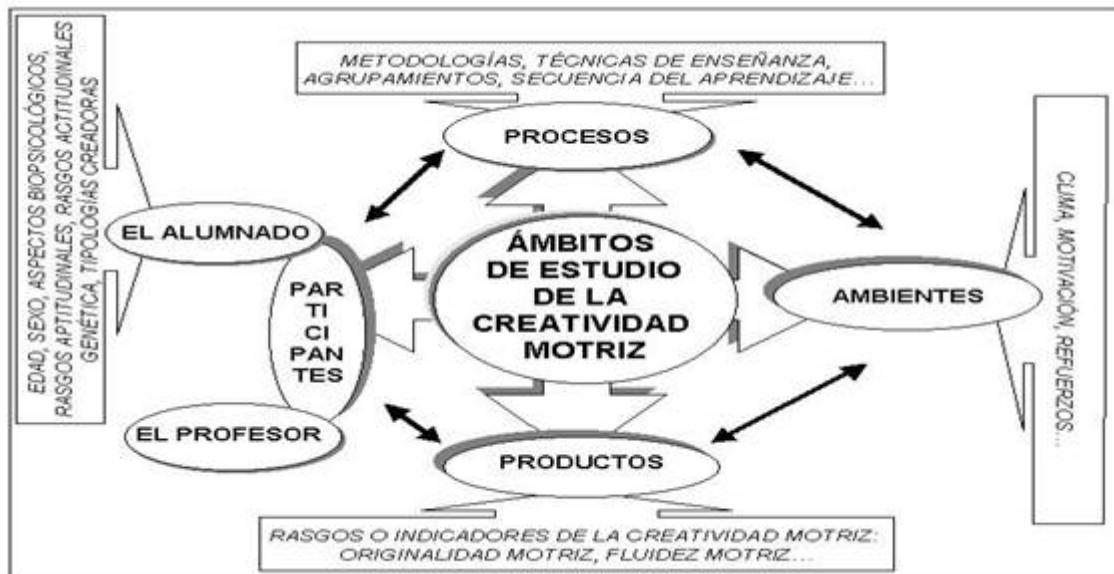 METODOLOGÍAS, TÉCNICAS DE ENSEÑANZA,
AGRUPAMIENTOS, SECUENCIA DEL APRENDIZAJE...
PROCESOS
EDAD, SEXO, ASPECTOS BIOPSICOLÓGICOS,
RASGOS APTITUDINALES, RASGOS ACTITUDINALES
GENÉTICA, TIPOLOGÍAS CREADORAS
EL ALUMNADO
PAR
TI
CI
PAN
TES
EL PROFESOR
ÁMBITOS
DE ESTUDIO
DE LA
CREATIVIDAD
MOTRIZ
AMBIENTES
CLIMA, MOTIVACIÓN, REFUERZOS...
PRODUCTOS
RASGOS O INDICADORES DE LA CREATIVIDAD MOTRIZ:
ORIGINALIDAD MOTRIZ, FLUIDEZ MOTRIZ...